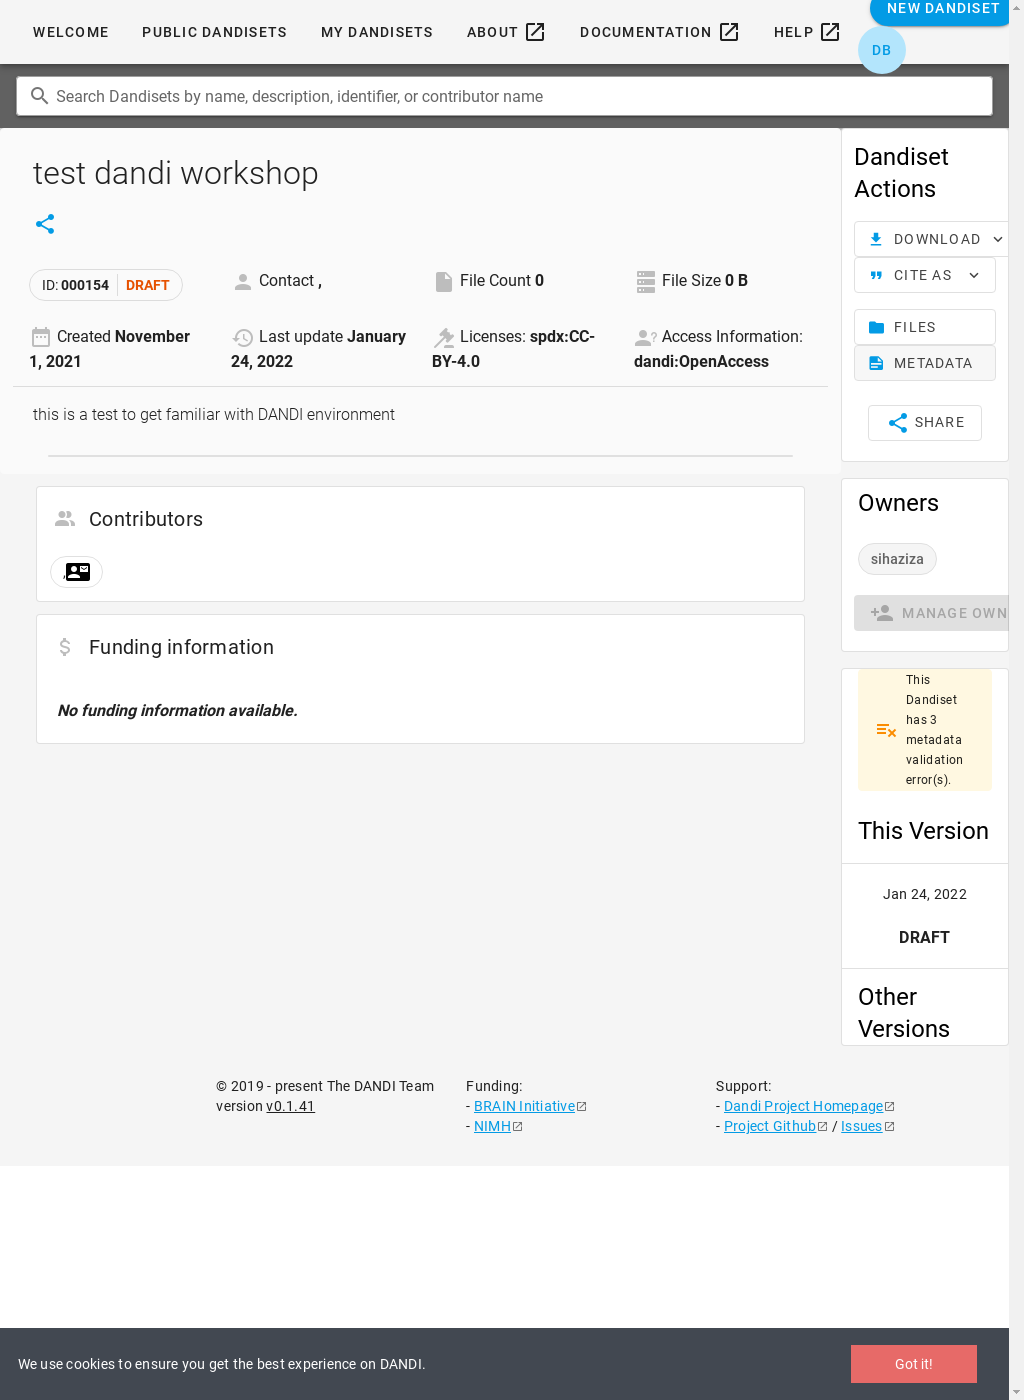 WELCOME PUBLIC DANDISETS MY DANDISETS ABOUT DOCUMENTATION HELP NEW DANDISET
DB
Search Dandisets by name, description, identifier, or contributor name
test dandi workshop
ID: 000154 DRAFT
Contact ,
File Count 0
File Size 0 B
Created November
1, 2021
Last update January
24, 2022
Licenses: spdx:CC-
BY-4.0
Access Information:
dandi:OpenAccess
this is a test to get familiar with DANDI environment
Contributors
,
Funding information
No funding information available.
Dandiset
Actions
DOWNLOAD
CITE AS
FILES
METADATA
SHARE
Owners
sihaziza
MANAGE OWN
This
Dandiset
has 3
metadata
validation
error(s).
This Version
Jan 24, 2022
DRAFT
Other
Versions
© 2019 - present The DANDI Team
version v0.1.41
Funding:
- BRAIN Initiative
- NIMH
Support:
- Dandi Project Homepage
- Project Github / Issues
We use cookies to ensure you get the best experience on DANDI.
Got it!